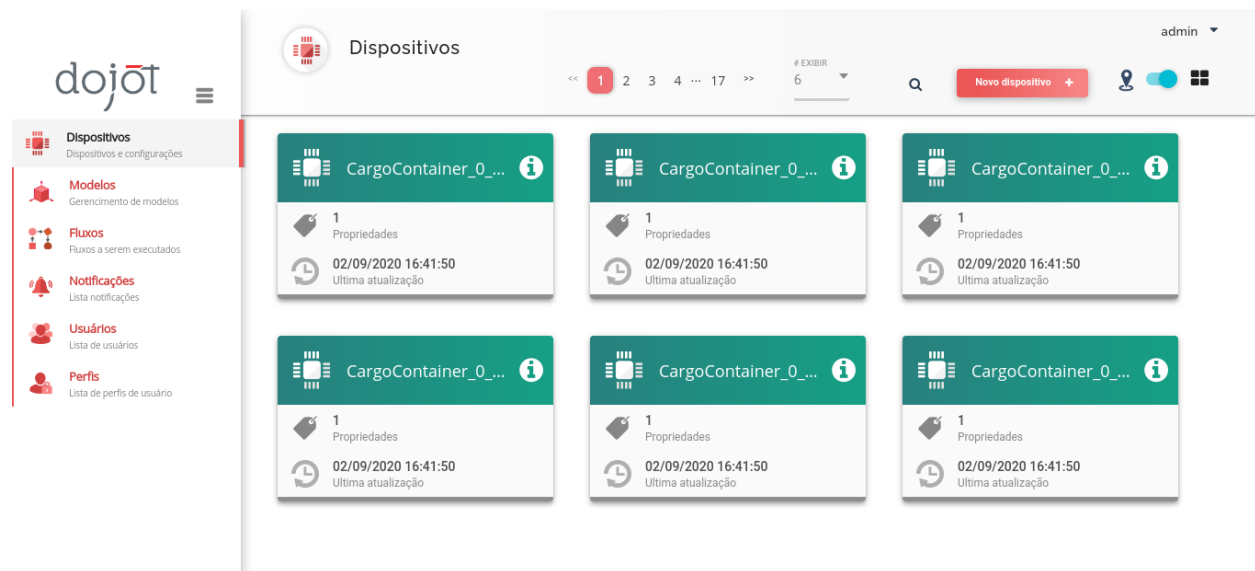 admin
Dispositivos
<< 1 2 3 4 ... 17 >>
# EXIBIR
6
Novo dispositivo +
dojot
Dispositivos
Dispositivos e configurações
Modelos
Gerencimento de modelos
Fluxos
Fluxos a serem executados
Notificações
Lista notificações
Usuários
Lista de usuários
Perfis
Lista de perfis de usuário
CargoContainer_0_...
1
Propriedades
02/09/2020 16:41:50
Ultima atualização
CargoContainer_0_...
1
Propriedades
02/09/2020 16:41:50
Ultima atualização
CargoContainer_0_...
1
Propriedades
02/09/2020 16:41:50
Ultima atualização
CargoContainer_0_...
1
Propriedades
02/09/2020 16:41:50
Ultima atualização
CargoContainer_0_...
1
Propriedades
02/09/2020 16:41:50
Ultima atualização
CargoContainer_0_...
1
Propriedades
02/09/2020 16:41:50
Ultima atualização